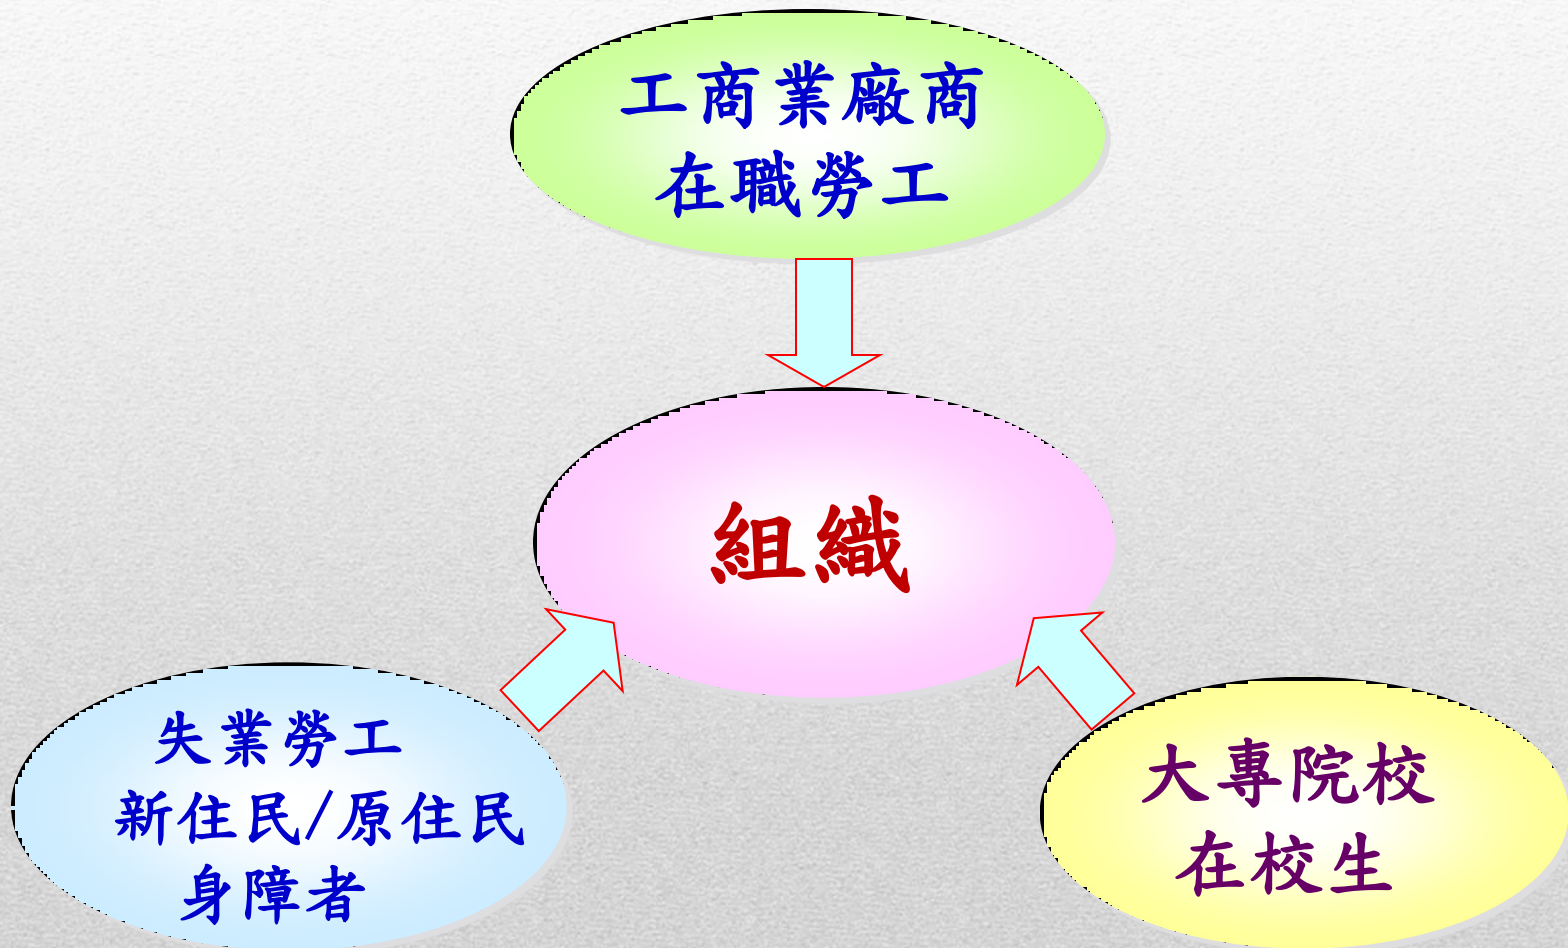 工商業廠商
在職勞工
組織
失業勞工
新住民/原住民
身障者
大專院校
在校生